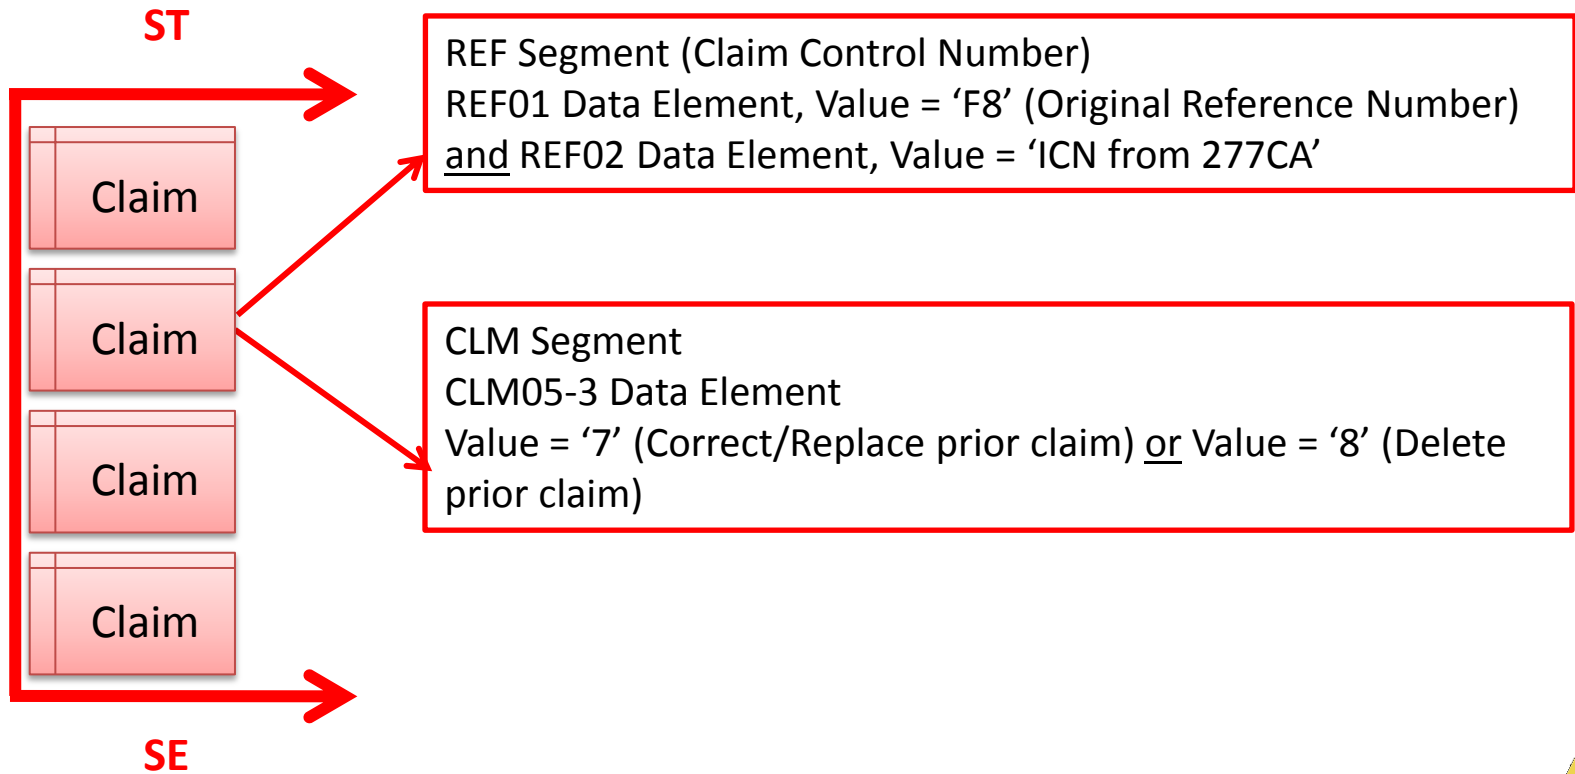 ST
REF Segment (Claim Control Number)
REF01 Data Element, Value = ‘F8’ (Original Reference Number)
and REF02 Data Element, Value = ‘ICN from 277CA’
Claim
Claim
CLM Segment
CLM05-3 Data Element
Value = ‘7’ (Correct/Replace prior claim) or Value = ‘8’ (Delete
prior claim)
Claim
Claim
SE